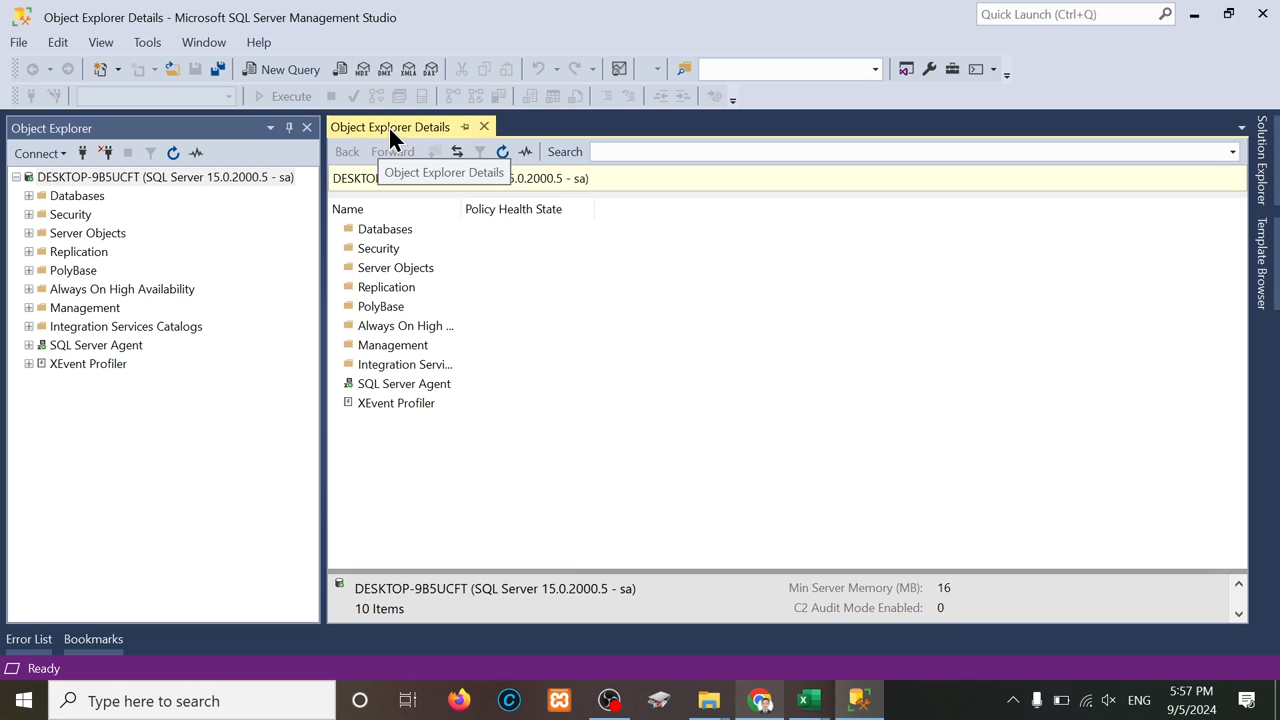 Object Explorer Details - Microsoft SQL Server Management Studio
Quick Launch (Ctrl+Q)
File Edit View Tools Window Help
New Query MDX DMX XMLA DAX
Execute
Object Explorer
Object Explorer Details
Connect
Back Forward Search
Object Explorer Details
DESKTOP-9B5UCFT (SQL Server 15.0.2000.5 - sa)
Databases
Security
Server Objects
Replication
PolyBase
Always On High Availability
Management
Integration Services Catalogs
SQL Server Agent
XEvent Profiler
DESKTO 5.0.2000.5 - sa)
Name Policy Health State
Databases
Security
Server Objects
Replication
PolyBase
Always On High ...
Management
Integration Servi...
SQL Server Agent
XEvent Profiler
DESKTOP-9B5UCFT (SQL Server 15.0.2000.5 - sa)
10 Items
Min Server Memory (MB): 16
C2 Audit Mode Enabled: 0
Solution Explorer
Template Browser
Error List Bookmarks
Ready
Type here to search
ENG
5:57 PM
9/5/2024